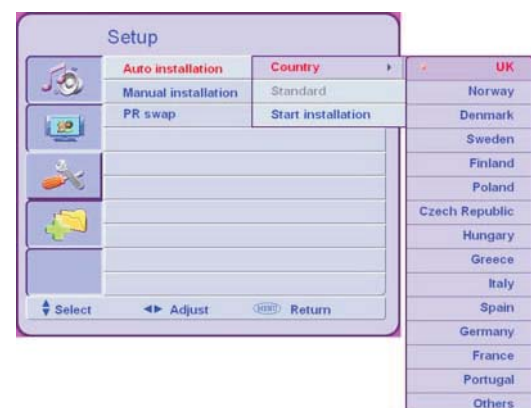 Setup
Auto installation
Manual installation
PR swap
Country
Standard
Start installation
UK
Norway
Denmark
Sweden
Finland
Poland
Czech Republic
Hungary
Greece
Italy
Spain
Germany
France
Portugal
Others
Select
Adjust
MENU Return